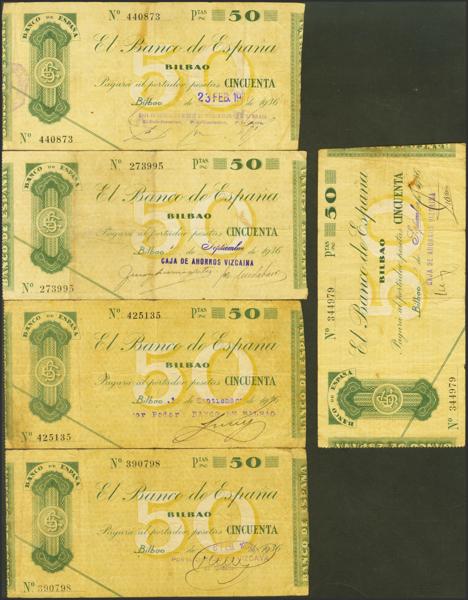 BANCO DE ESPAÑA
Nº 440873
PTAS 50
El Banco de España
BILBAO
Pagará al portador pesetas CINCUENTA
Bilbao 23 FEB. 19 de 1936
Nº 440873
BANCO DE ESPAÑA
Nº 273995
PTAS 50
El Banco de España
BILBAO
Pagará al portador pesetas CINCUENTA
Bilbao de Septiembre de 1936
CAJA DE AHORROS VIZCAINA
Nº 273995
BANCO DE ESPAÑA
Nº 425135
PTAS 50
El Banco de España
BILBAO
Pagará al portador pesetas CINCUENTA
Bilbao de Septiembre de 1936
por Poder BANCO DE BILBAO
Nº 425135
BANCO DE ESPAÑA
Nº 390798
PTAS 50
El Banco de España
BILBAO
Pagará al portador pesetas CINCUENTA
Bilbao de 1936
Nº 390798
BANCO DE ESPAÑA
Nº 344979
PTAS 50
El Banco de España
BILBAO
Pagará al portador pesetas CINCUENTA
Bilbao de 1936
CAJA DE AHORROS VIZCAINA
Nº 344979